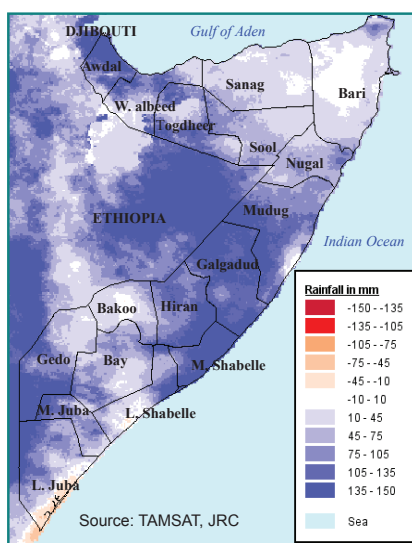 DJIBOUTI
Gulf of Aden
Awdal
Sanag
Bari
W. albeed
Togdheer
Sool
Nugal
ETHIOPIA
Mudug
Indian Ocean
Galgadud
Bakoo
Hiran
Gedo
Bay
M. Shabelle
M. Juba
L. Shabelle
L. Juba
Source: TAMSAT, JRC
Rainfall in mm
-150 - -135
-135 - -105
-105 - -75
-75 - -45
-45 - -10
-10 - 10
10 - 45
45 - 75
75 - 105
105 - 135
135 - 150
Sea